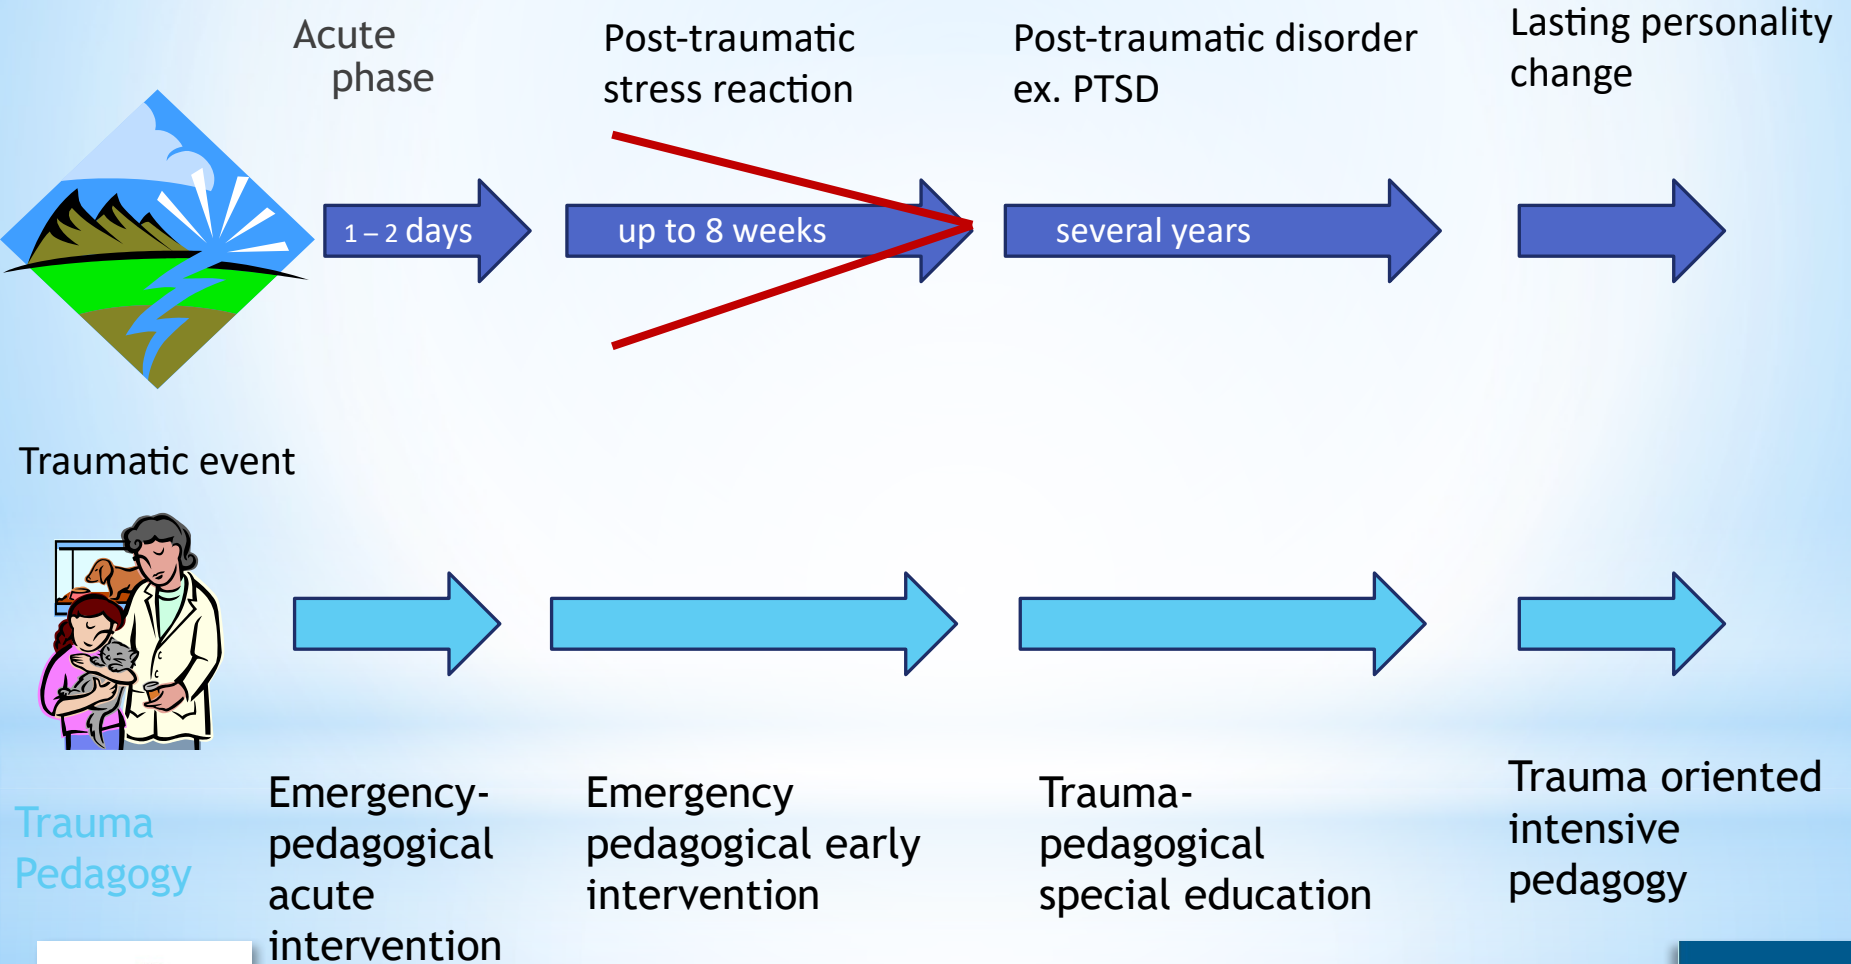 Acute
phase
Post-traumatic
stress reaction
Post-traumatic disorder
ex. PTSD
Lasting personality
change
1 – 2 days
up to 8 weeks
several years
Traumatic event
Trauma
Pedagogy
Emergency-
pedagogical
acute
intervention
Emergency
pedagogical early
intervention
Trauma-
pedagogical
special education
Trauma oriented
intensive
pedagogy